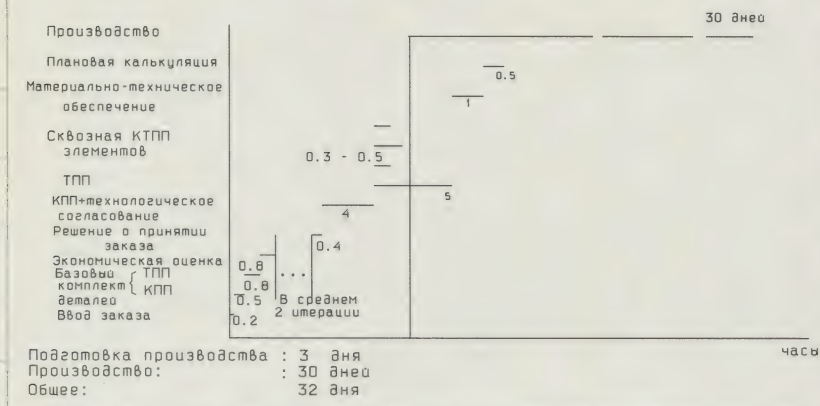 30 дней
Производство
Плановая калькуляция
0.5
Материально-техническое
обеспечение
1
Сквозная КТПП
элементов
0.3 - 0.5
ТПП
5
КПП+технологическое
согласование
4
Решение о принятии
заказа
0.4
Экономическая оценка
0.8
Базовый ТПП
комплект КПП
...
0.8
деталей
0.5
В среднем
2 итерации
Ввод заказа
0.2
часы
Подготовка производства : 3 дня
Производство: : 30 дней
Общее: 32 дня